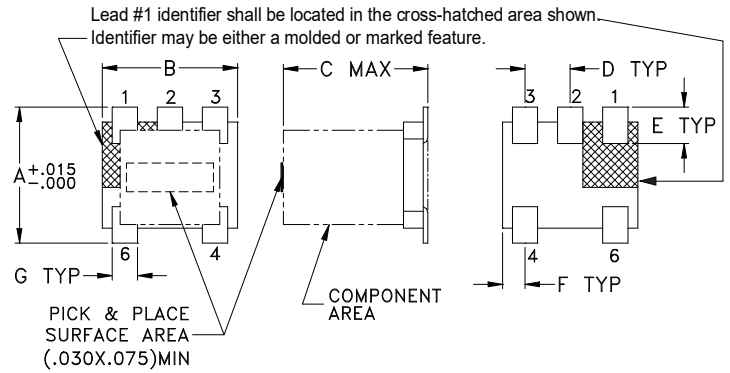 Lead #1 identifier shall be located in the cross-hatched area shown.
Identifier may be either a molded or marked feature.
B
C MAX
D TYP
1 2 3
3 2 1
E TYP
A +.015
-.000
6 4
4 6
G TYP
F TYP
COMPONENT
AREA
PICK & PLACE
SURFACE AREA
(.030X.075)MIN